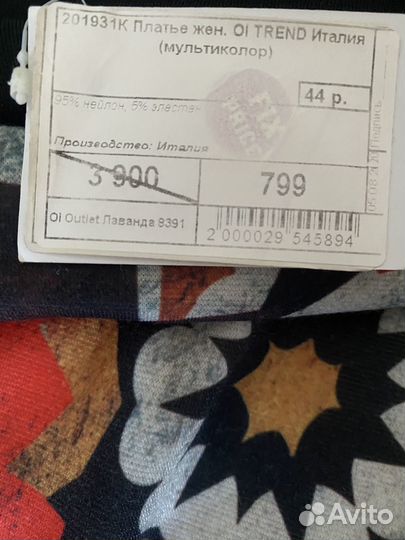 201931К Платье жен. OI TREND Италия
(мультиколор)
44 р.
95% нейлон, 5% эластан
Производство: Италия
3 900
799
Oi Outlet Лаванда 8391
2 000029 545894
Подпись
Avito